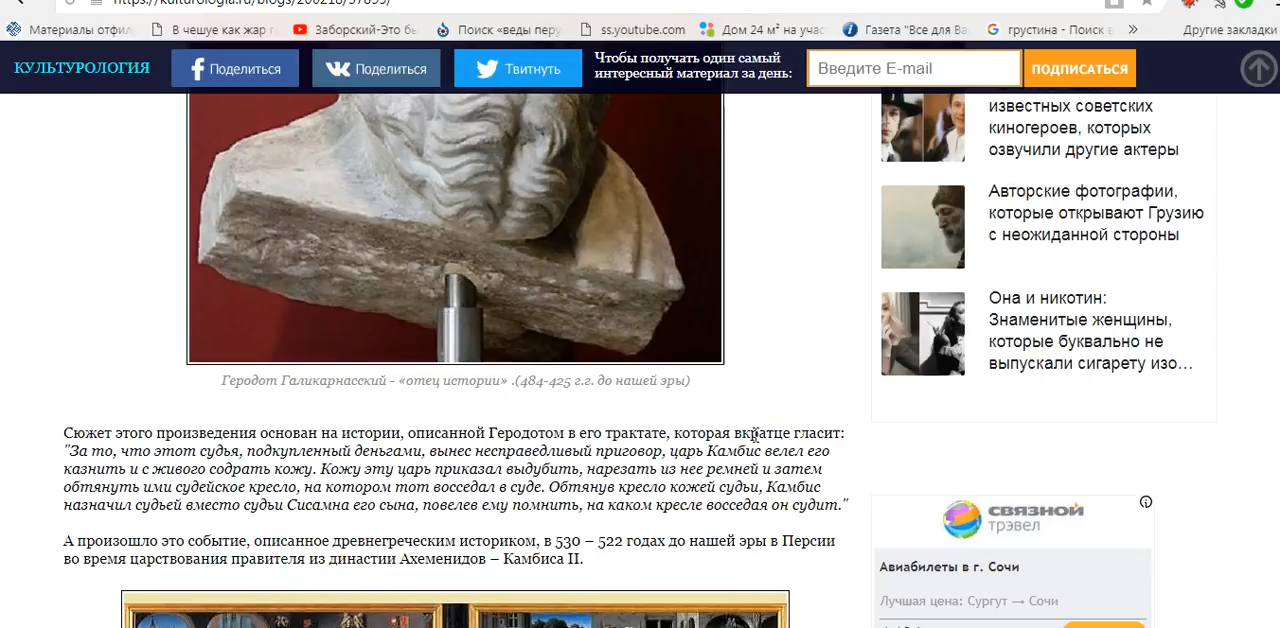 https://kulturologia.ru/blogs/200218/37895/
Материалы отфил
В чешуе как жар г
Заборский-Это бы
Поиск «веды перу
ss.youtube.com
Дом 24 м² на учас
Газета "Все для Ва
грустина - Поиск в
»
Другие закладки
КУЛЬТУРОЛОГИЯ
Поделиться
Поделиться
Твитнуть
Чтобы получать один самый
интересный материал за день:
Введите E-mail
ПОДПИСАТЬСЯ
известных советских
киногероев, которых
озвучили другие актеры
Авторские фотографии,
которые открывают Грузию
с неожиданной стороны
Она и никотин:
Знаменитые женщины,
которые буквально не
выпускали сигарету изо...
Геродот Галикарнасский - «отец истории» .(484-425 г.г. до нашей эры)
Сюжет этого произведения основан на истории, описанной Геродотом в его трактате, которая вкратце гласит:
"За то, что этот судья, подкупленный деньгами, вынес несправедливый приговор, царь Камбис велел его
казнить и с живого содрать кожу. Кожу эту царь приказал выдубить, нарезать из нее ремней и затем
обтянуть ими судейское кресло, на котором тот восседал в суде. Обтянув кресло кожей судьи, Камбис
назначил судьей вместо судьи Сисамна его сына, повелев ему помнить, на каком кресле восседая он судит."
А произошло это событие, описанное древнегреческим историком, в 530 – 522 годах до нашей эры в Персии
во время царствования правителя из династии Ахеменидов – Камбиса II.
СВЯЗНОЙ
трэвел
Авиабилеты в г. Сочи
Лучшая цена: Сургут → Сочи